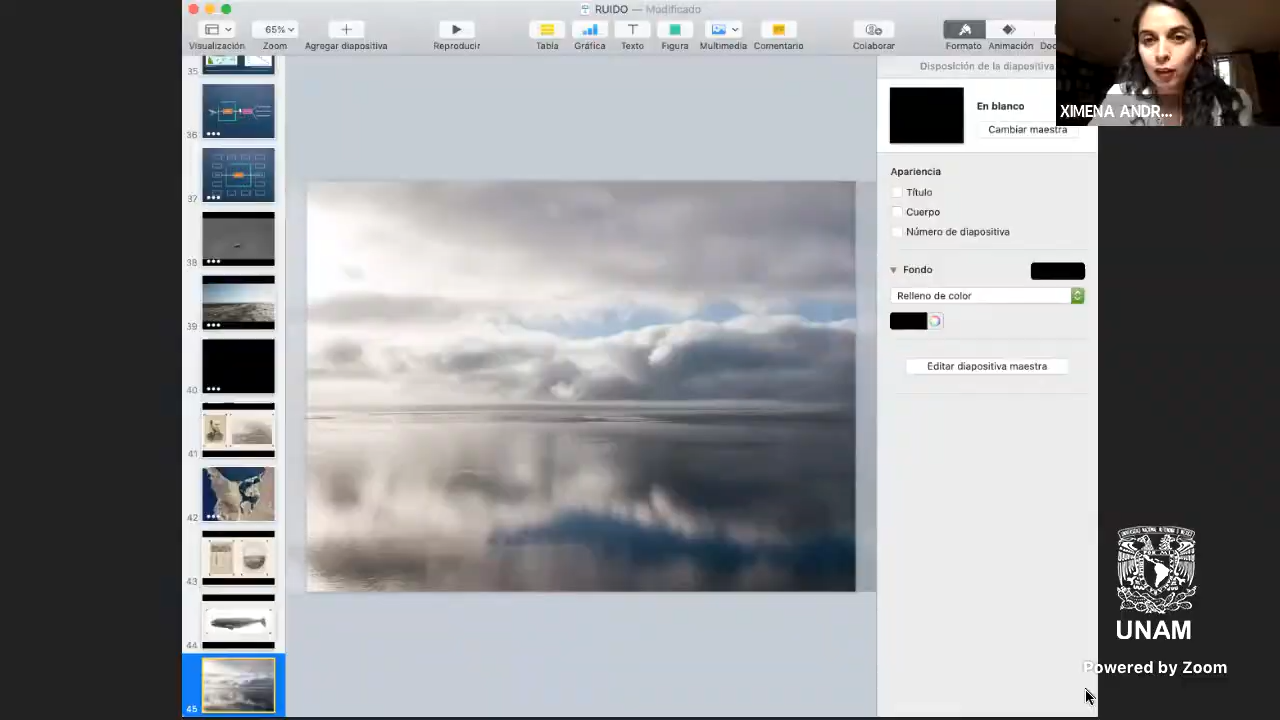 RUIDO — Modificado
65%
Visualización
Zoom
Agregar diapositiva
Reproducir
Tabla
Gráfica
Texto
Figura
Multimedia
Comentario
Colaborar
Formato
Animación
Disposición de la diapositiva
En blanco
Cambiar maestra
Apariencia
Título
Cuerpo
Número de diapositiva
Fondo
Relleno de color
Editar diapositiva maestra
35
36
37
38
39
40
41
42
43
44
45
XIMENA ANDR...
UNAM
Powered by Zoom